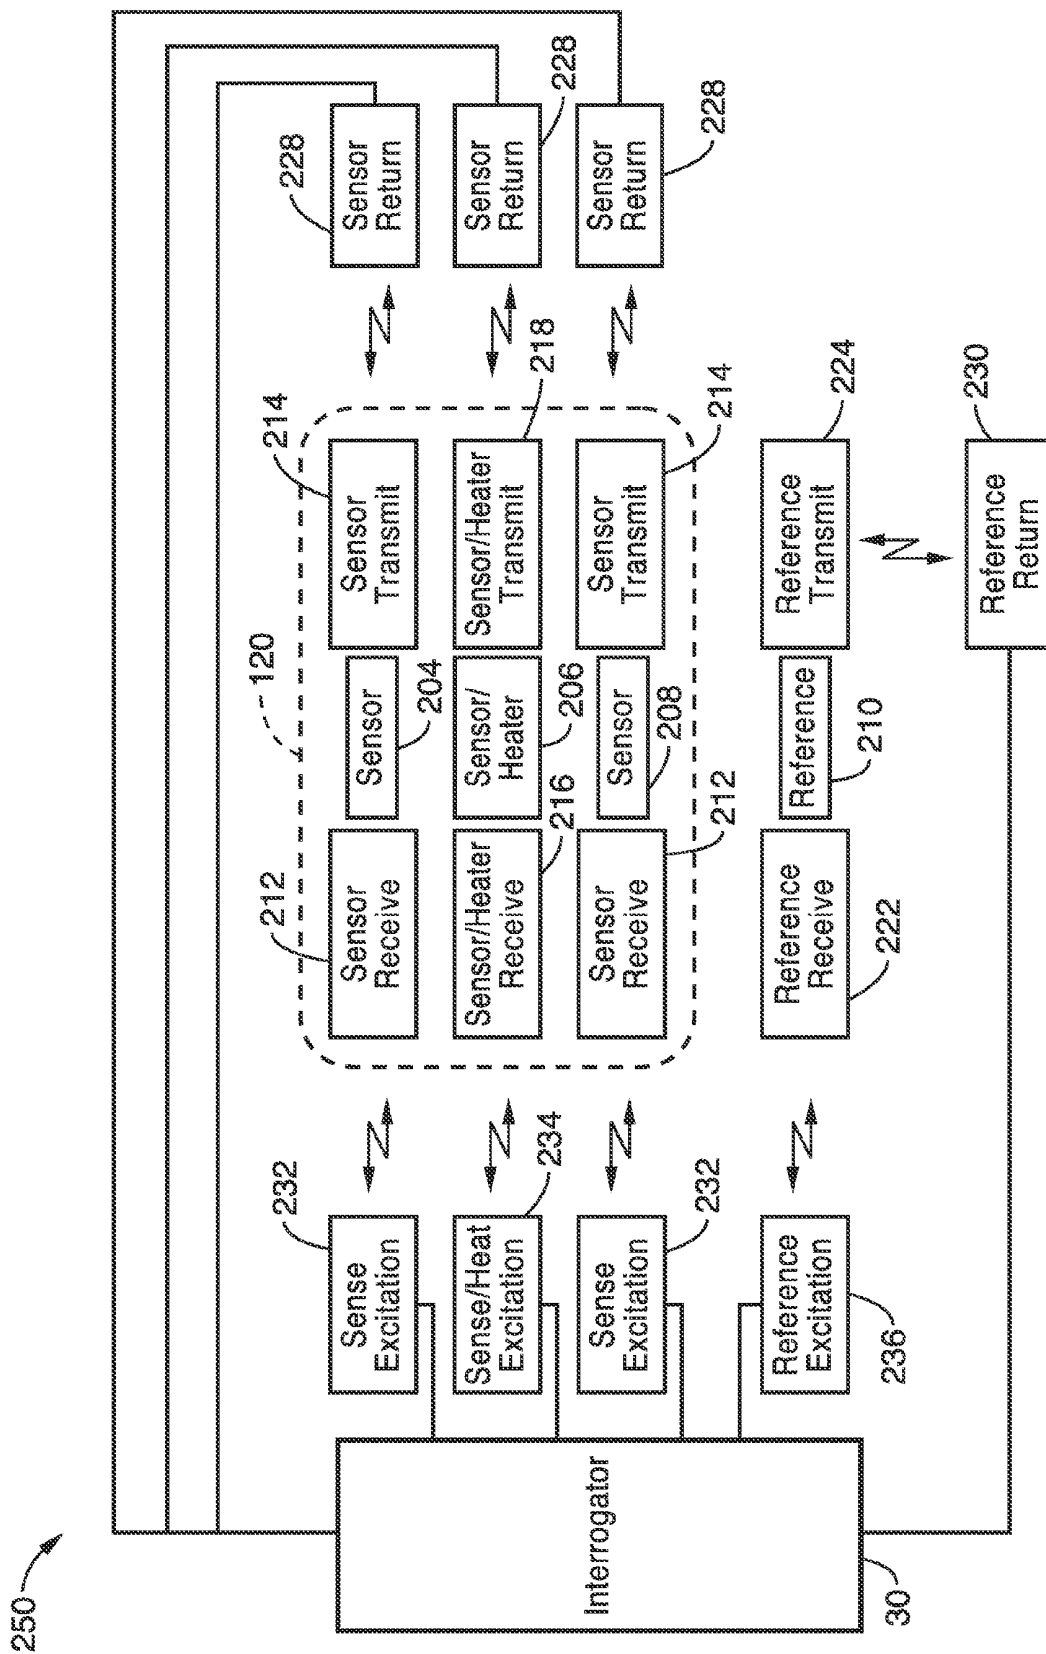 250
120
Interrogator
30
232
Sense
Excitation
Sense/Heat
Excitation
234
Sense
Excitation
232
Reference
Excitation
236
212
Sensor
Receive
Sensor/Heater
Receive
216
Sensor
Receive
212
Reference
Receive
222
Sensor
204
Sensor/
Heater
206
Sensor
208
Reference
210
214
Sensor
Transmit
Sensor/Heater
Transmit
218
Sensor
Transmit
214
Reference
Transmit
224
228
Sensor
Return
Sensor
Return
228
Sensor
Return
228
Reference
Return
230